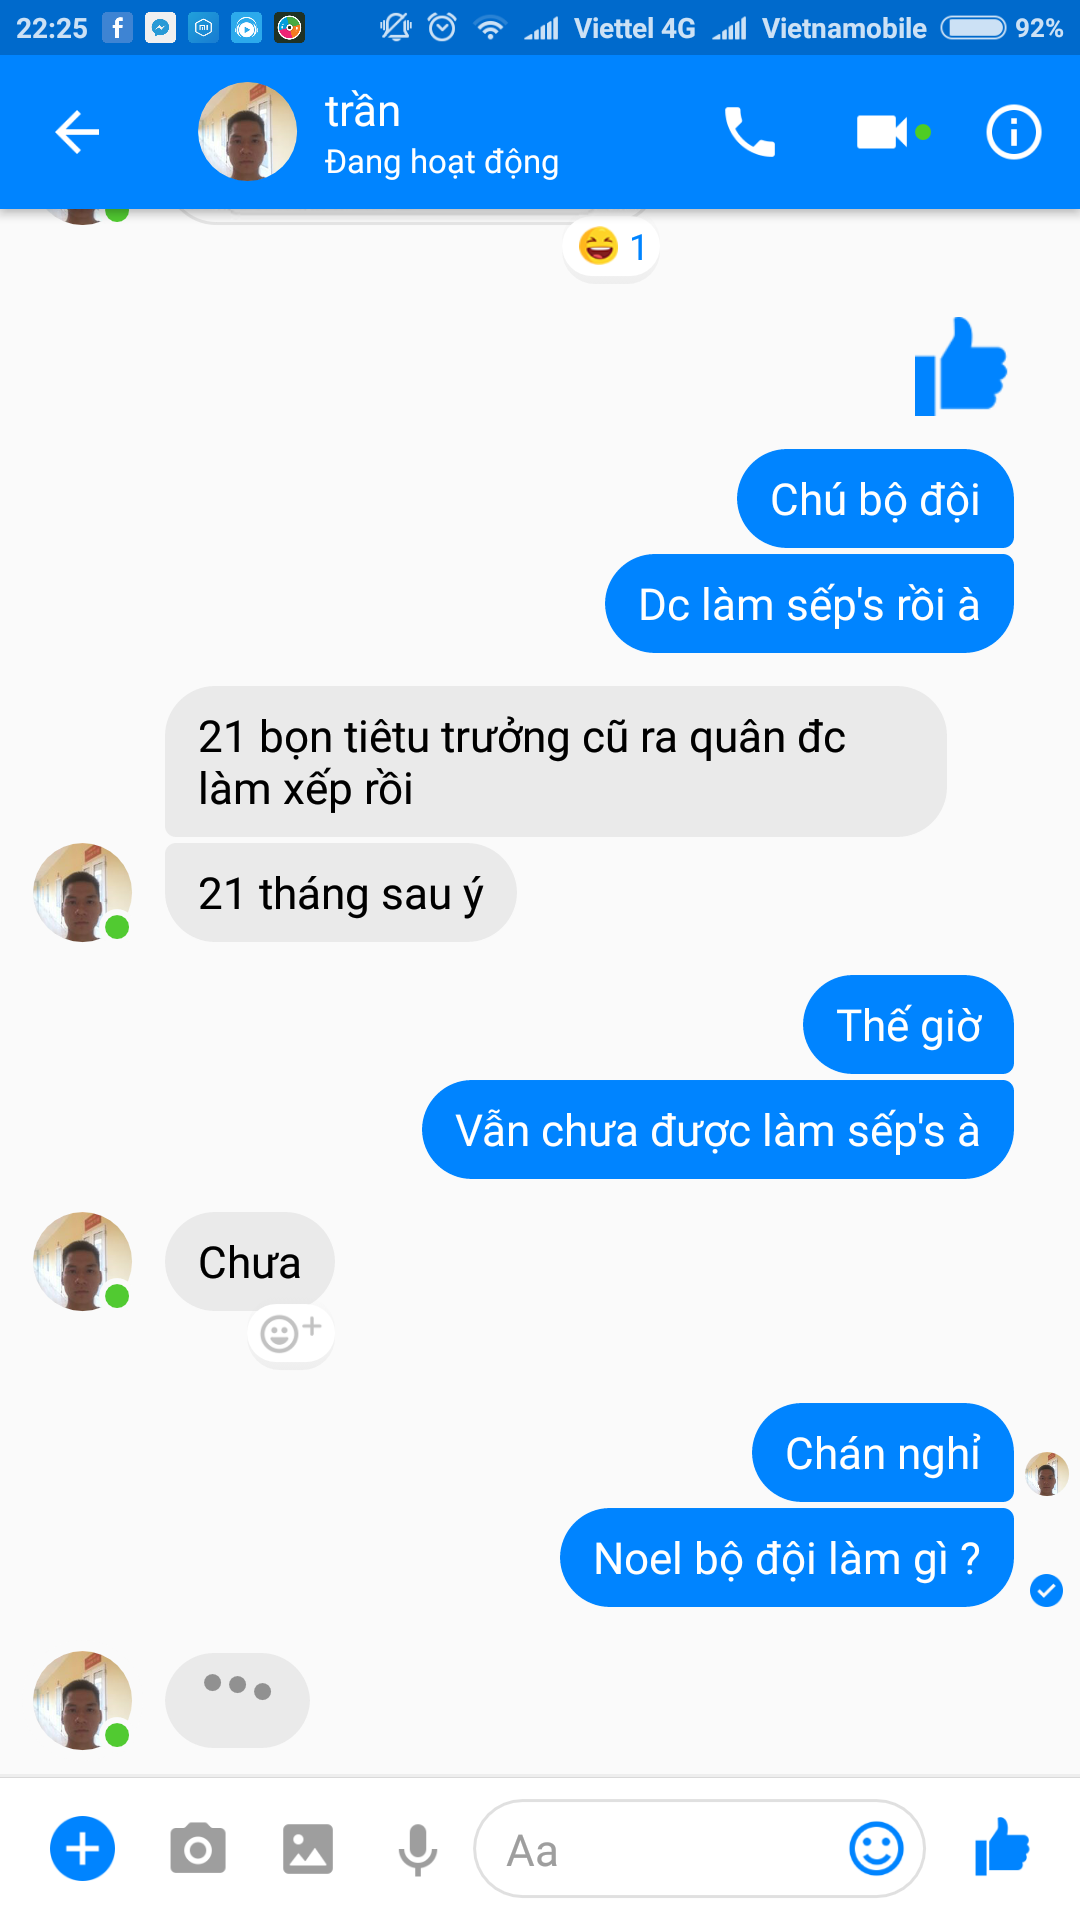 22:25 Viettel 4G Vietnamobile 92%
trần
Đang hoạt động
1
Chú bộ đội
Dc làm sếp's rồi à
21 bọn tiêtu trưởng cũ ra quân đc
làm xếp rồi
21 tháng sau ý
Thế giờ
Vẫn chưa được làm sếp's à
Chưa
Chán nghỉ
Noel bộ đội làm gì ?
Aa